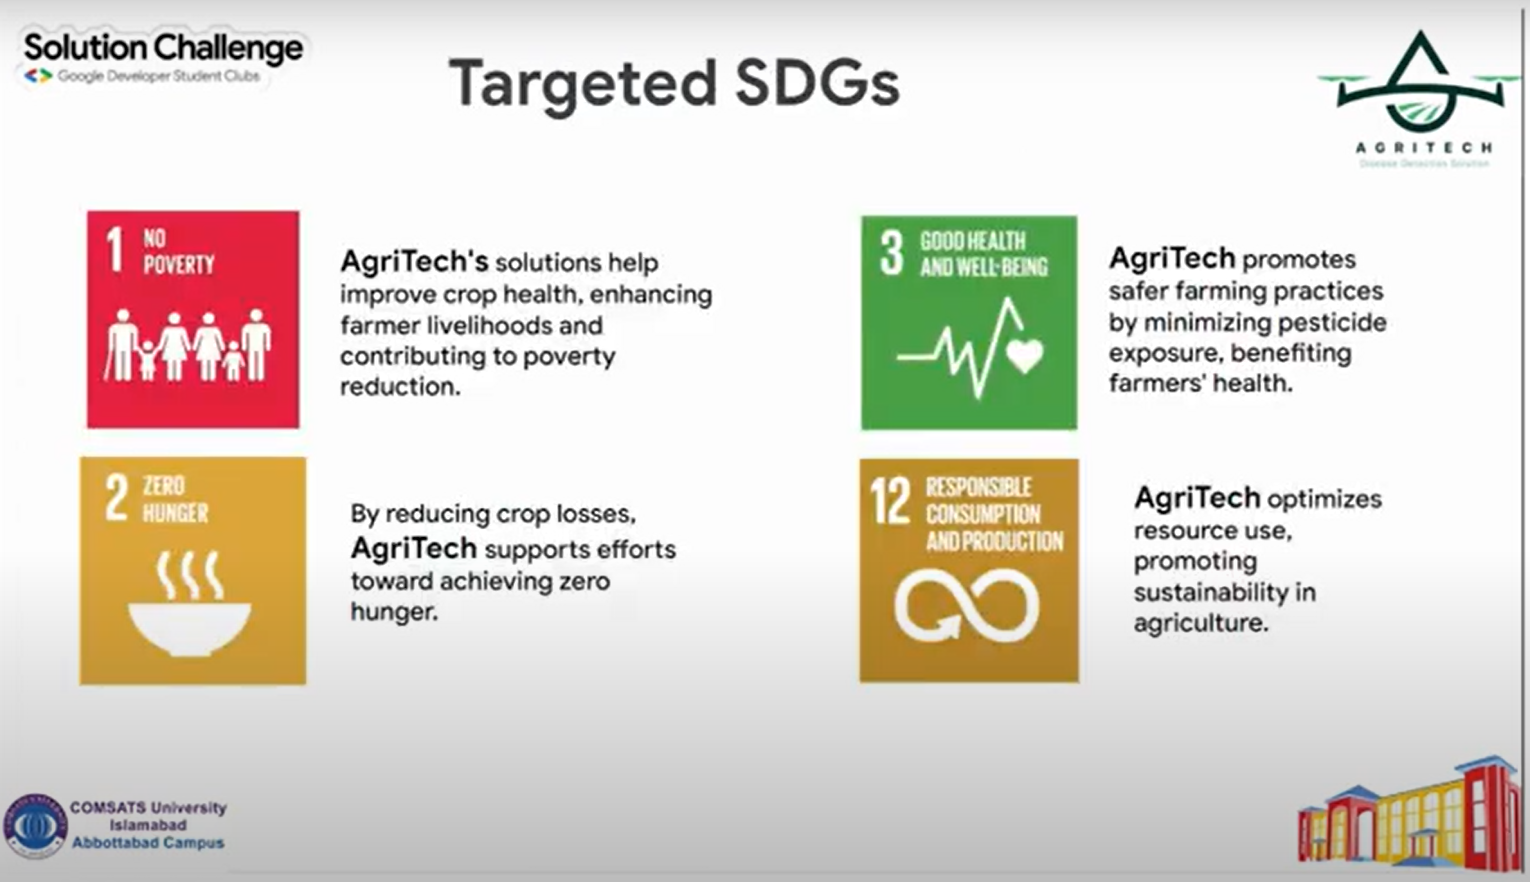 Solution Challenge
Google Developer Student Clubs
Targeted SDGs
AGRITECH
Disease Detection Solution
1 NO
POVERTY
AgriTech's solutions help
improve crop health, enhancing
farmer livelihoods and
contributing to poverty
reduction.
3 GOOD HEALTH
AND WELL-BEING
AgriTech promotes
safer farming practices
by minimizing pesticide
exposure, benefiting
farmers' health.
2 ZERO
HUNGER
By reducing crop losses,
AgriTech supports efforts
toward achieving zero
hunger.
12 RESPONSIBLE
CONSUMPTION
AND PRODUCTION
AgriTech optimizes
resource use,
promoting
sustainability in
agriculture.
COMSATS University
Islamabad
Abbottabad Campus